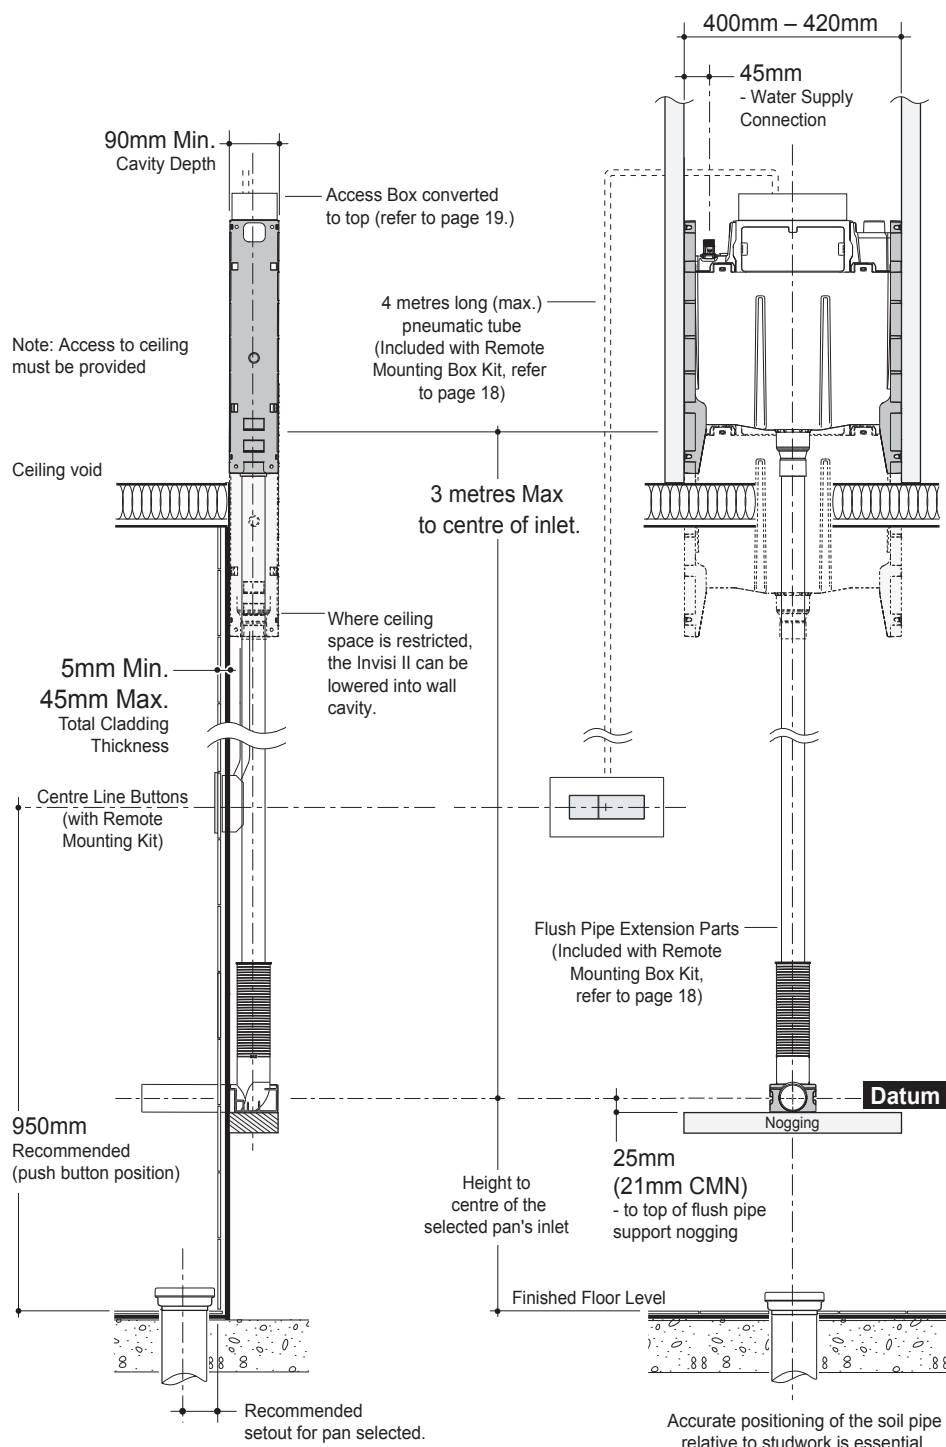 400mm – 420mm
45mm
- Water Supply
Connection
90mm Min.
Cavity Depth
Access Box converted
to top (refer to page 19.)
4 metres long (max.)
pneumatic tube
(Included with Remote
Mounting Box Kit, refer
to page 18)
Note: Access to ceiling
must be provided
Ceiling void
3 metres Max
to centre of inlet.
Where ceiling
space is restricted,
the Invisi II can be
lowered into wall
cavity.
5mm Min.
45mm Max.
Total Cladding
Thickness
Centre Line Buttons
(with Remote
Mounting Kit)
Flush Pipe Extension Parts
(Included with Remote
Mounting Box Kit,
refer to page 18)
Datum
Nogging
950mm
Recommended
(push button position)
25mm
(21mm CMN)
- to top of flush pipe
support nogging
Height to
centre of the
selected pan's inlet
Finished Floor Level
Recommended
setout for pan selected.
Accurate positioning of the soil pipe
relative to studwork is essential